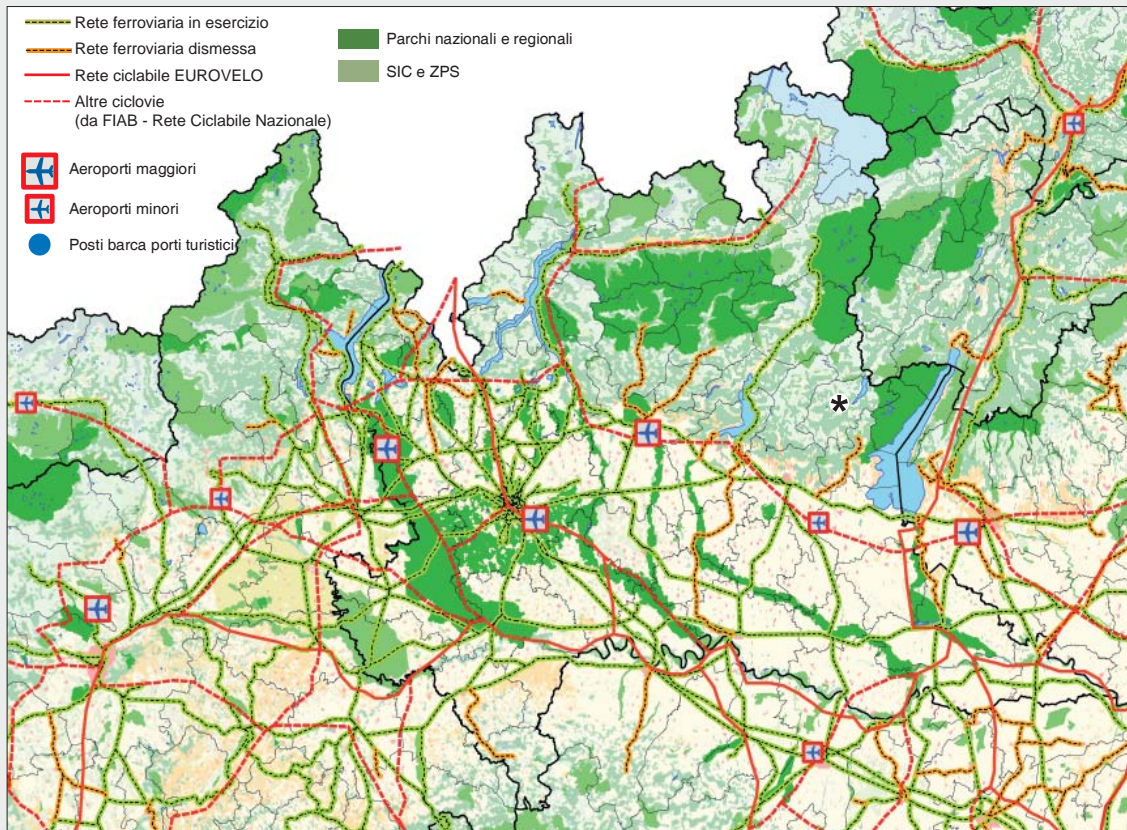 Rete ferroviaria in esercizio
Rete ferroviaria dismessa
Rete ciclabile EUROVELO
Altre ciclovie
(da FIAB - Rete Ciclabile Nazionale)
Aeroporti maggiori
Aeroporti minori
Posti barca porti turistici
Parchi nazionali e regionali
SIC e ZPS
*